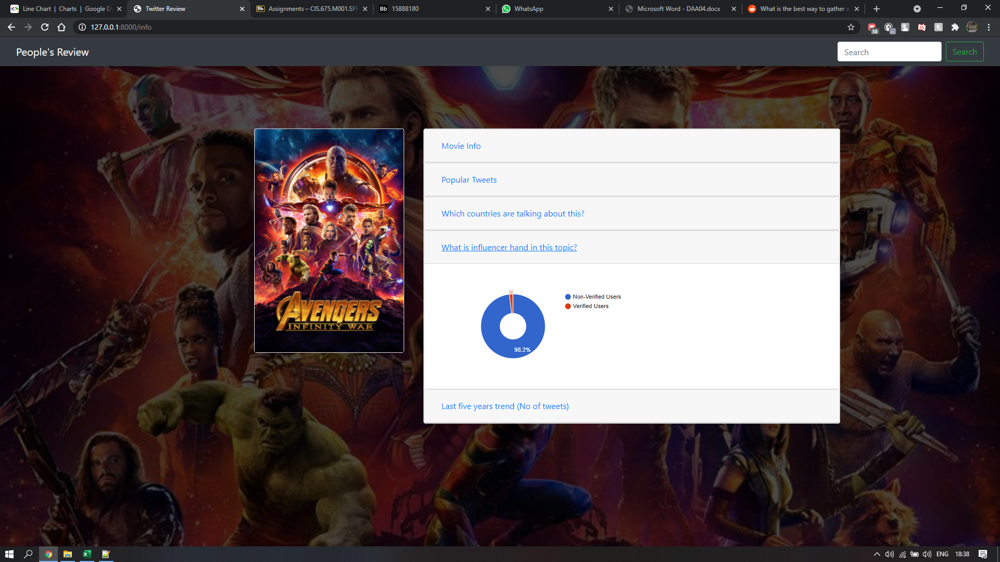 Line Chart | Charts | Google D
Twitter Review
Assignments – CIS.675.M001.SPR
15888180
WhatsApp
Microsoft Word - DAA04.docx
What is the best way to gather a
127.0.0.1:8000/info
30
People's Review
Search
Search
Movie Info
Popular Tweets
Which countries are talking about this?
What is influencer hand in this topic?
Non-Verified Users
Verified Users
98.2%
Last five years trend (No of tweets)
AVENGERS
INFINITY WAR
ENG
18:38